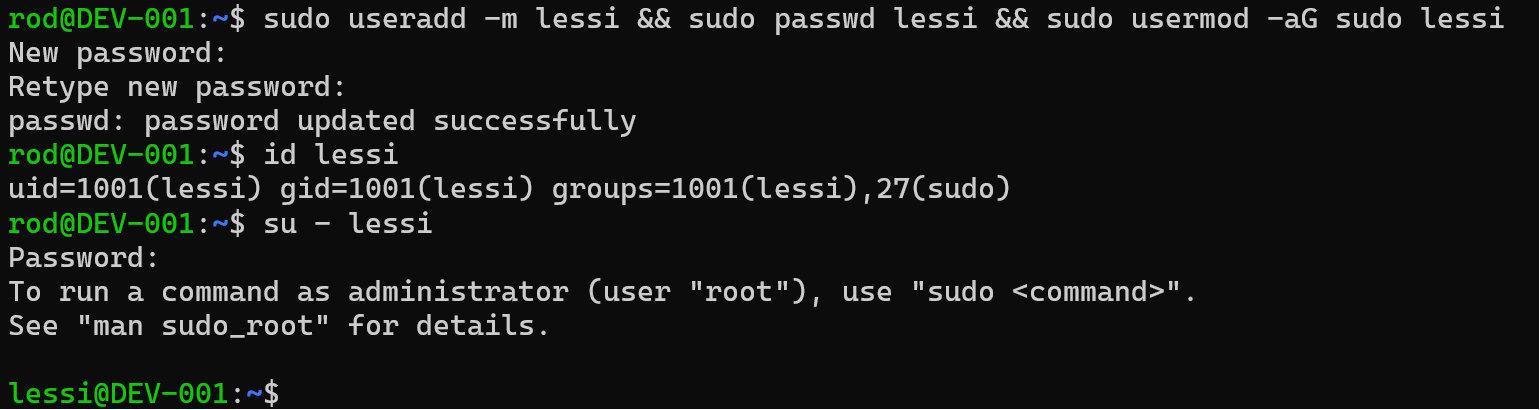 rod@DEV-001:~$ sudo useradd -m lessi && sudo passwd lessi && sudo usermod -aG sudo lessi
New password:
Retype new password:
passwd: password updated successfully
rod@DEV-001:~$ id lessi
uid=1001(lessi) gid=1001(lessi) groups=1001(lessi),27(sudo)
rod@DEV-001:~$ su - lessi
Password:
To run a command as administrator (user "root"), use "sudo <command>".
See "man sudo_root" for details.
lessi@DEV-001:~$